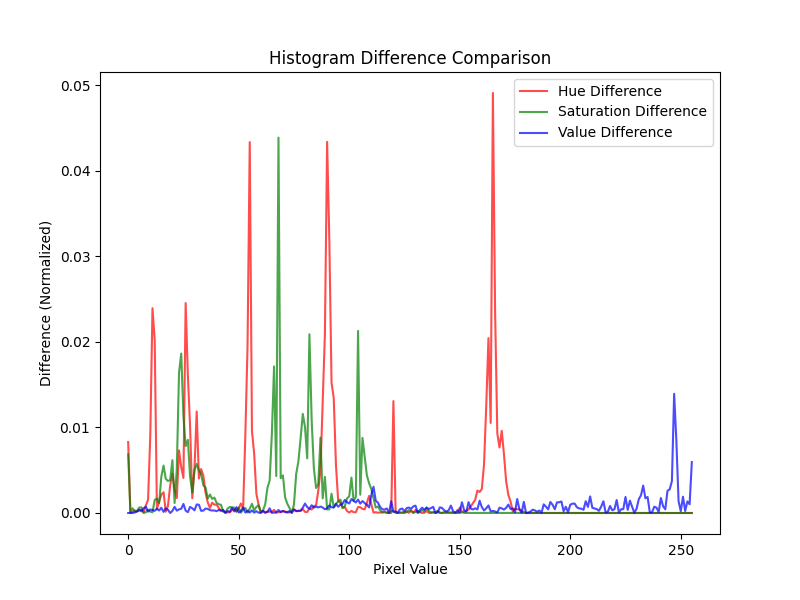 Histogram Difference Comparison
Hue Difference
Saturation Difference
Value Difference
Difference (Normalized)
0.05
0.04
0.03
0.02
0.01
0.00
0 50 100 150 200 250
Pixel Value